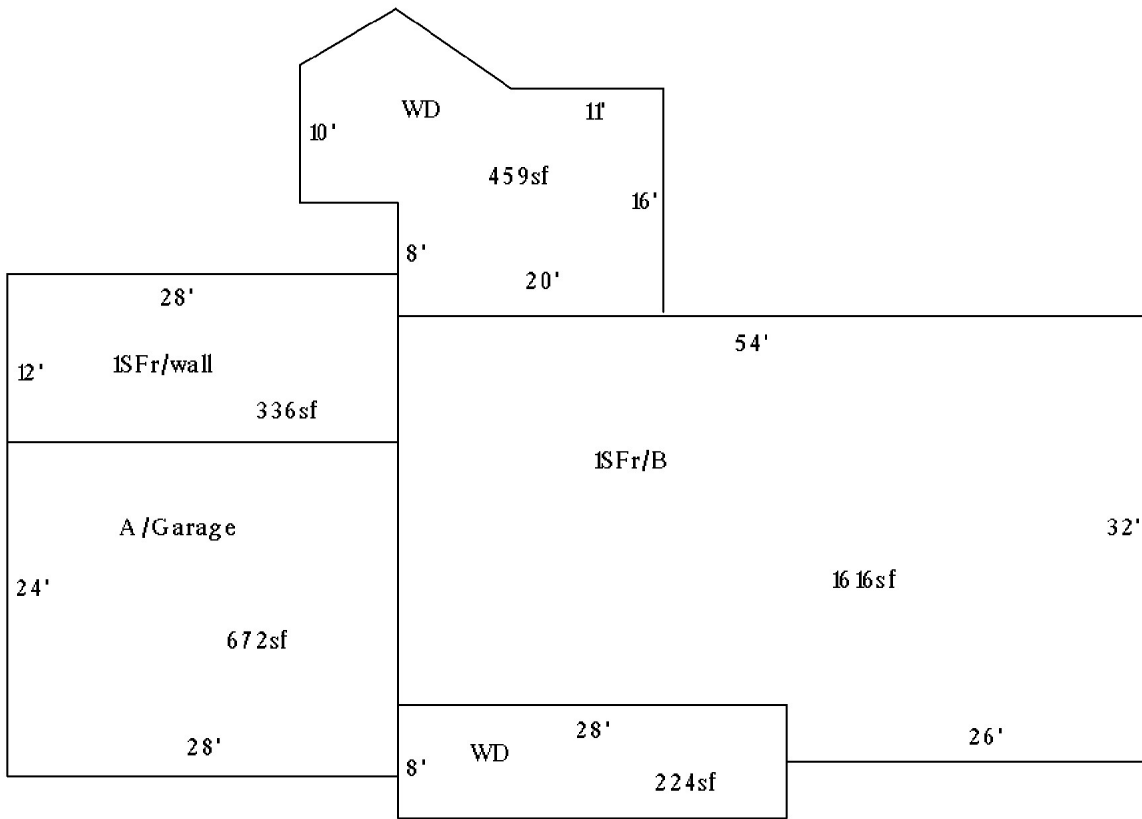 WD
11'
10'
459sf
16'
8'
20'
28'
54'
12'
1SFr/wall
336sf
1SFr/B
A/Garage
32'
24'
1616sf
672sf
28'
28'
WD
8'
224sf
26'